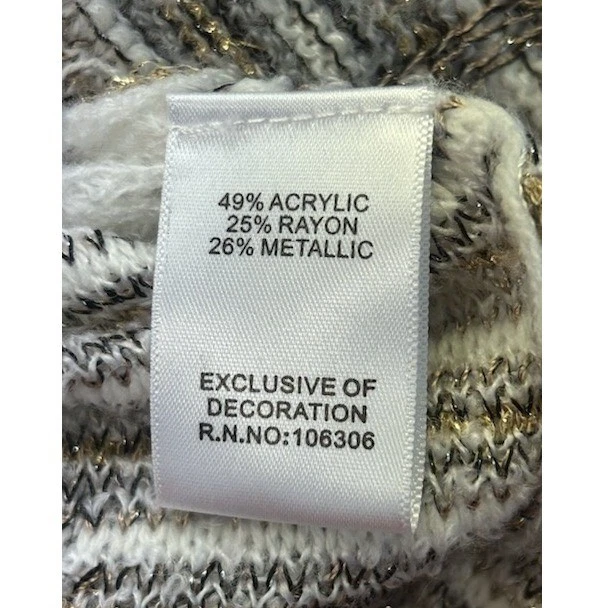 49% ACRYLIC
25% RAYON
26% METALLIC
EXCLUSIVE OF
DECORATION
R.N.NO:106306